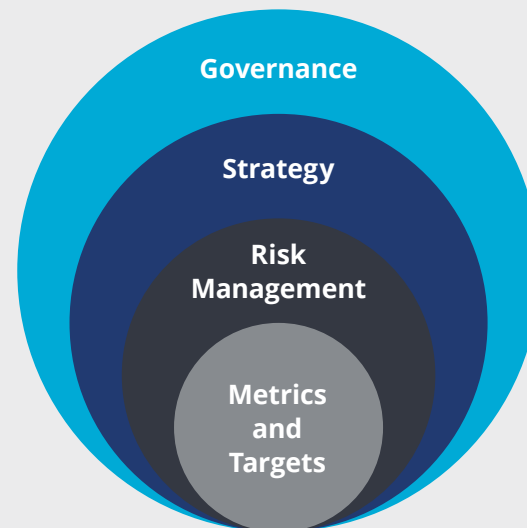 Governance
Strategy
Risk
Management
Metrics
and
Targets